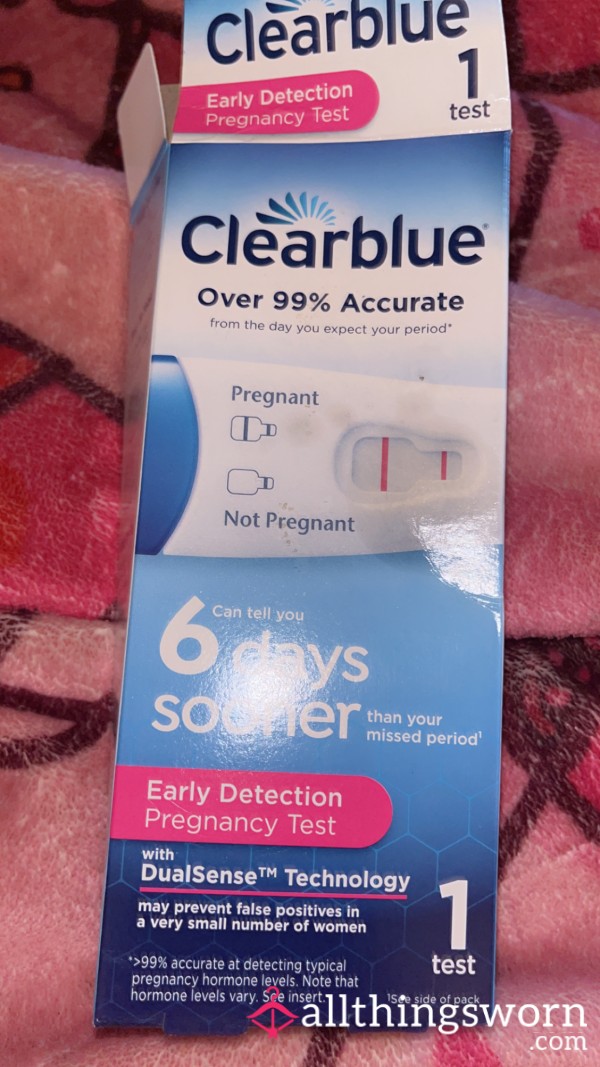 Clearblue
Early Detection
Pregnancy Test
1
test
Clearblue®
Over 99% Accurate
from the day you expect your period*
Pregnant
Not Pregnant
Can tell you
6 days
sooner
than your
missed period¹
Early Detection
Pregnancy Test
with
DualSense™ Technology
may prevent false positives in
a very small number of women
1
test
*>99% accurate at detecting typical
pregnancy hormone levels. Note that
hormone levels vary. See insert.
¹See side of pack
allthingsworn
.com